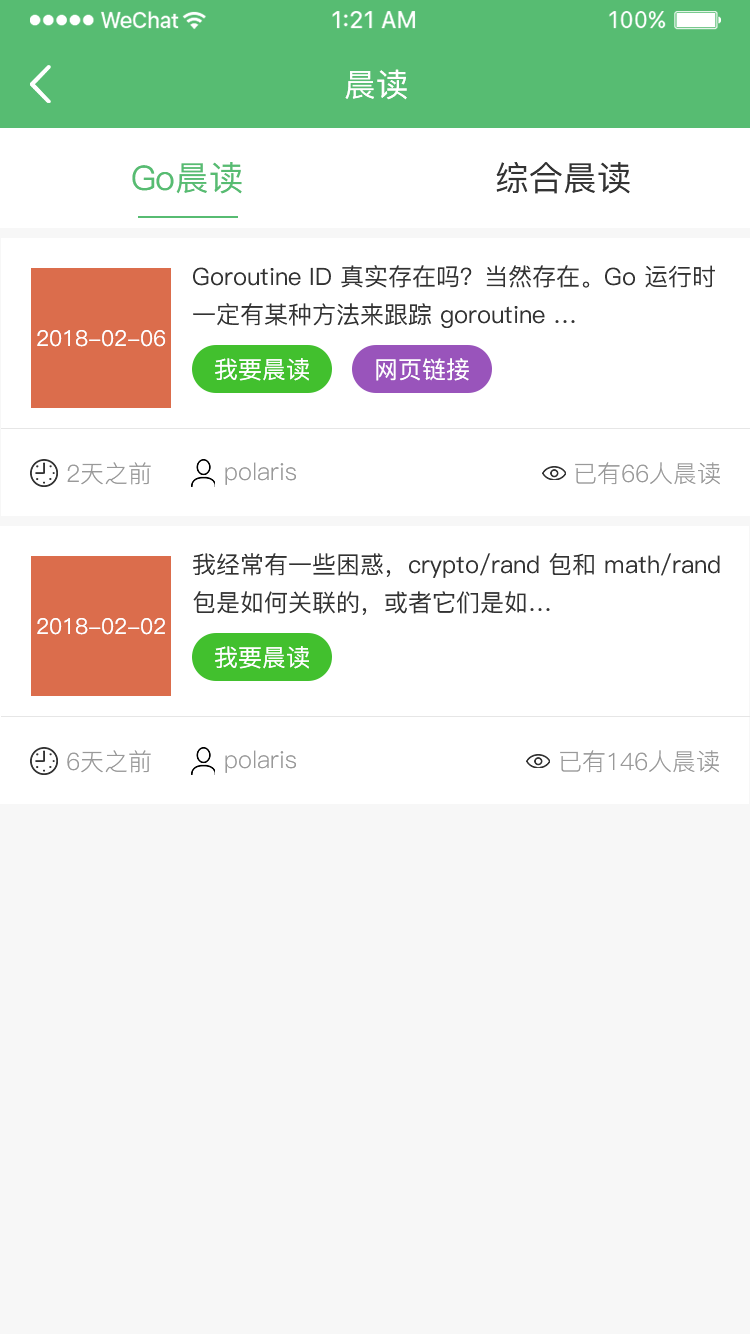 WeChat 1:21 AM 100%
晨读
Go晨读 综合晨读
2018-02-06
Goroutine ID 真实存在吗？当然存在。Go 运行时
一定有某种方法来跟踪 goroutine ...
我要晨读 网页链接
2天之前 polaris 已有66人晨读
2018-02-02
我经常有一些困惑，crypto/rand 包和 math/rand
包是如何关联的，或者它们是如...
我要晨读
6天之前 polaris 已有146人晨读